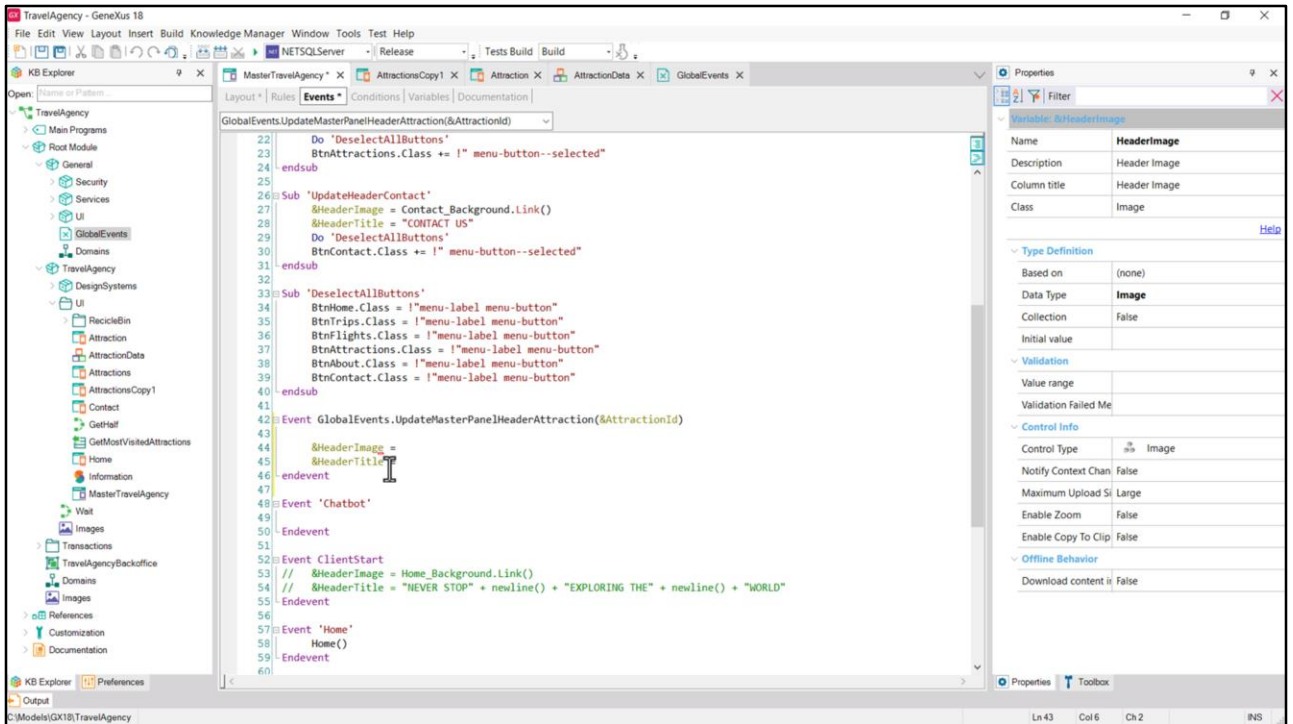 TravelAgency - GeneXus 18
File Edit View Layout Insert Build Knowledge Manager Window Tools Test Help
NETSQLServer Release Tests Build Build
KB Explorer
Open: Name or Pattern...
TravelAgency
Main Programs
Root Module
General
Security
Services
UI
GlobalEvents
Domains
TravelAgency
DesignSystems
UI
RecicleBin
Attraction
AttractionData
Attractions
AttractionsCopy1
Contact
GetHalf
GetMostVisitedAttractions
Home
Information
MasterTravelAgency
Wait
Images
Transactions
TravelAgencyBackoffice
Domains
Images
References
Customization
Documentation
KB Explorer Preferences
MasterTravelAgency * X AttractionsCopy1 X Attraction X AttractionData X GlobalEvents X
Layout * | Rules | Events * | Conditions | Variables | Documentation |
GlobalEvents.UpdateMasterPanelHeaderAttraction(&AttractionId)
22 Do 'DeselectAllButtons'
23 BtnAttractions.Class += !" menu-button--selected"
24 endsub
25
26 Sub 'UpdateHeaderContact'
27 &HeaderImage = Contact_Background.Link()
28 &HeaderTitle = "CONTACT US"
29 Do 'DeselectAllButtons'
30 BtnContact.Class += !" menu-button--selected"
31 endsub
32
33 Sub 'DeselectAllButtons'
34 BtnHome.Class = !"menu-label menu-button"
35 BtnTrips.Class = !"menu-label menu-button"
36 BtnFlights.Class = !"menu-label menu-button"
37 BtnAttractions.Class = !"menu-label menu-button"
38 BtnAbout.Class = !"menu-label menu-button"
39 BtnContact.Class = !"menu-label menu-button"
40 endsub
41
42 Event GlobalEvents.UpdateMasterPanelHeaderAttraction(&AttractionId)
43
44 &HeaderImage =
45 &HeaderTitle =
46 endevent
47
48 Event 'Chatbot'
49
50 Endevent
51
52 Event ClientStart
53 // &HeaderImage = Home_Background.Link()
54 // &HeaderTitle = "NEVER STOP" + newline() + "EXPLORING THE" + newline() + "WORLD"
55 Endevent
56
57 Event 'Home'
58 Home()
59 Endevent
60
Properties
Filter
Variable: &HeaderImage
Name HeaderImage
Description Header Image
Column title Header Image
Class Image
Help
Type Definition
Based on (none)
Data Type Image
Collection False
Initial value
Validation
Value range
Validation Failed Me
Control Info
Control Type Image
Notify Context Chan False
Maximum Upload Si Large
Enable Zoom False
Enable Copy To Clip False
Offline Behavior
Download content in False
Properties Toolbox
Output
C:\Models\GX18\TravelAgency
Ln 43 Col 6 Ch 2 INS